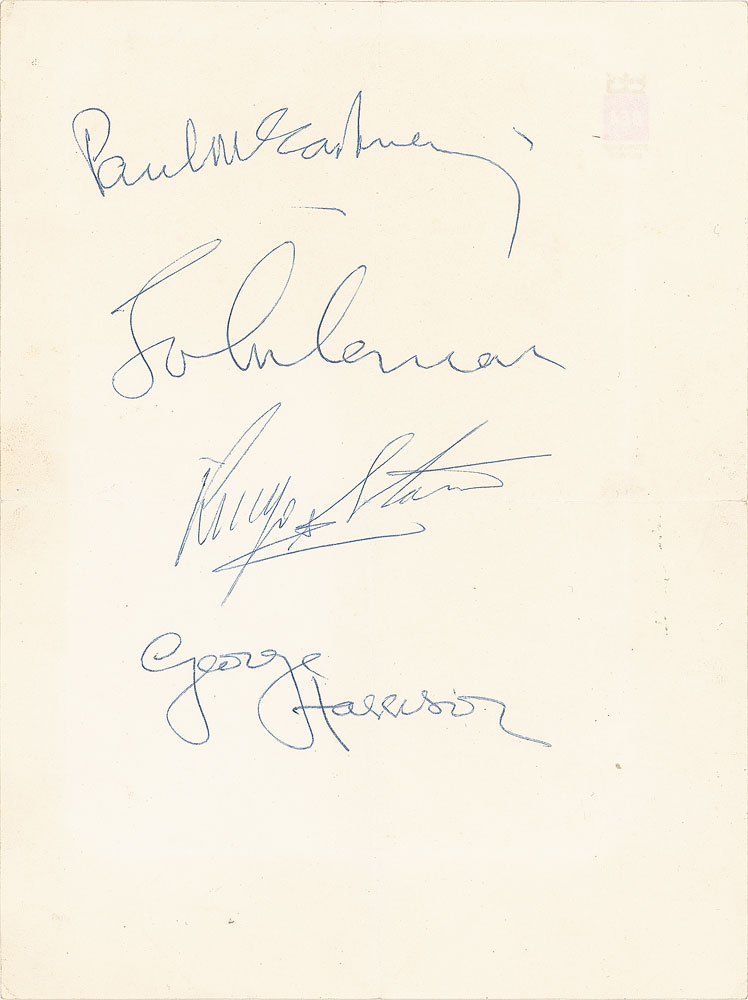 Paul McCartney
John Lennon
Ringo Starr
George
Harrison